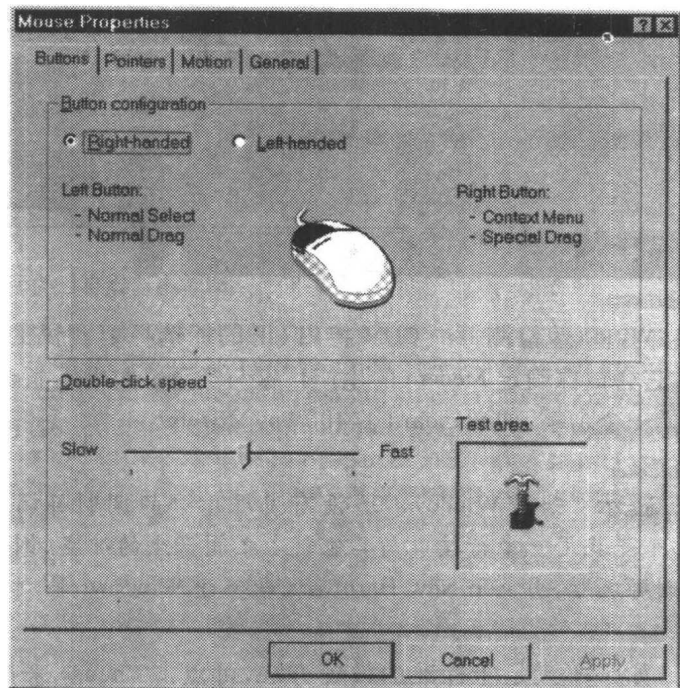 Mouse Properties
Buttons Pointers Motion General
Button configuration
Right-handed Left-handed
Left Button:
- Normal Select
- Normal Drag
Right Button:
- Context Menu
- Special Drag
Double-click speed
Slow Fast
Test area:
OK Cancel Apply